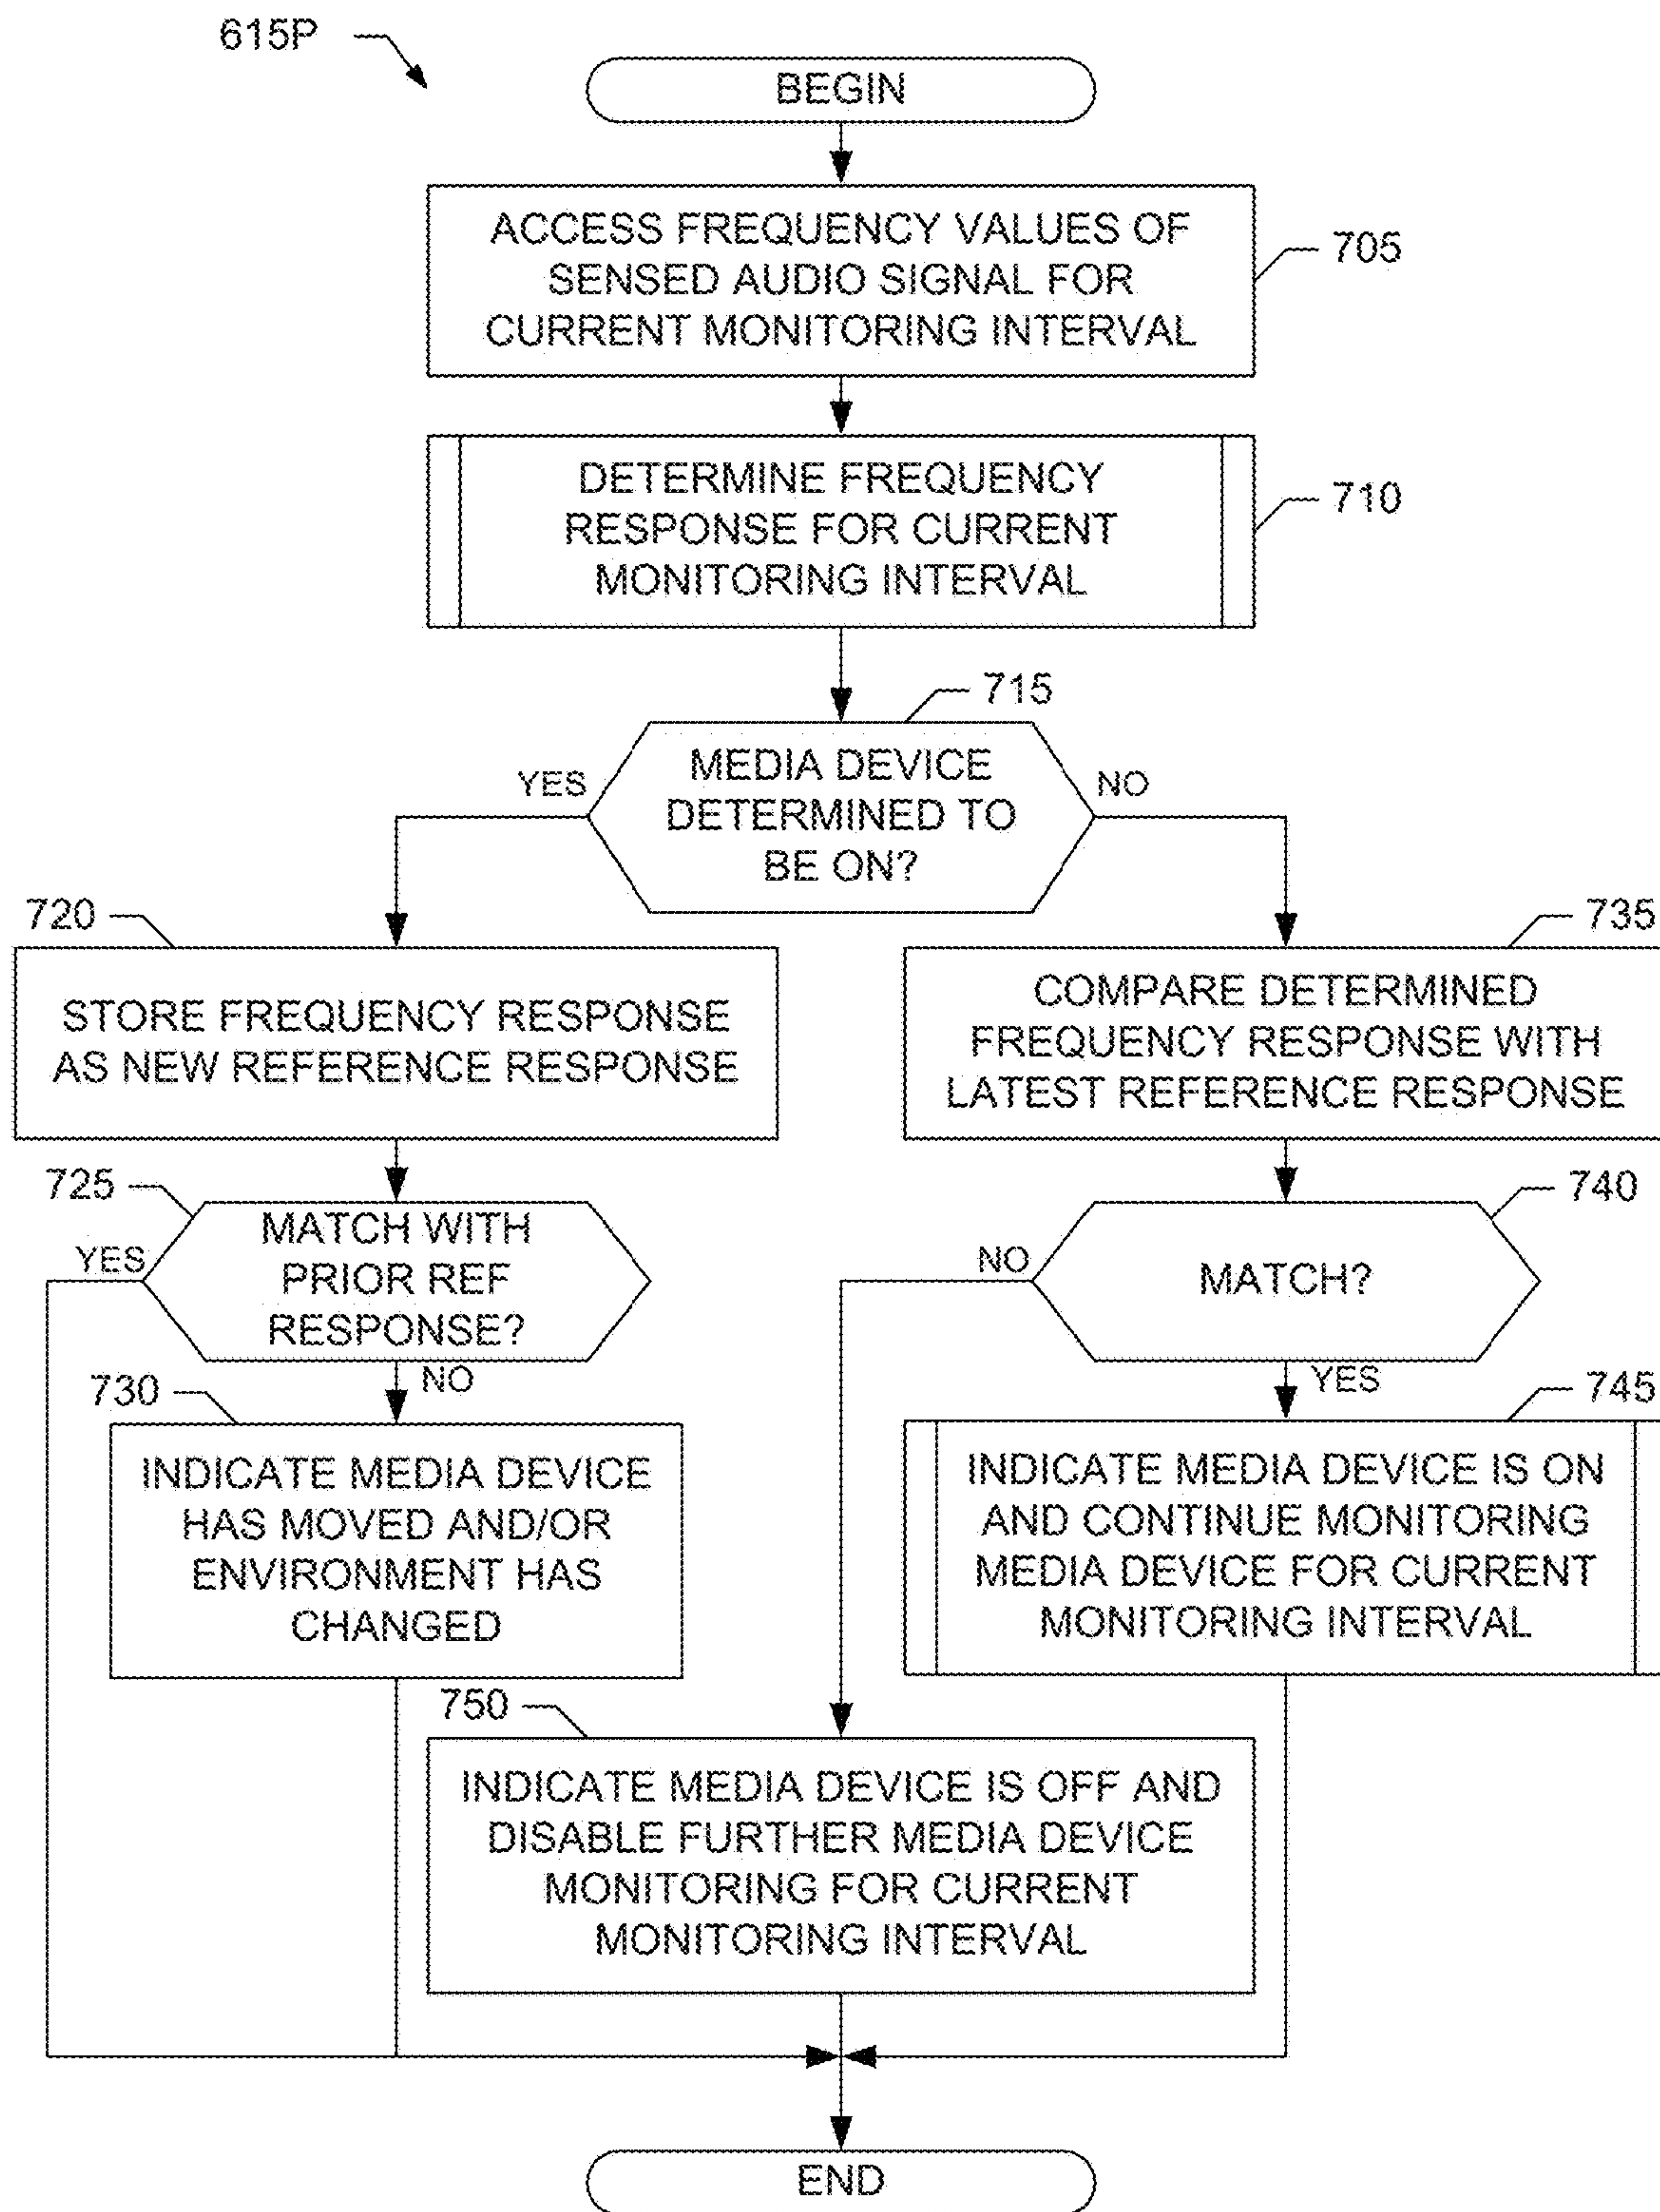 615P
BEGIN
ACCESS FREQUENCY VALUES OF
SENSED AUDIO SIGNAL FOR
CURRENT MONITORING INTERVAL
705
DETERMINE FREQUENCY
RESPONSE FOR CURRENT
MONITORING INTERVAL
710
715
MEDIA DEVICE
DETERMINED TO
BE ON?
YES
NO
720
STORE FREQUENCY RESPONSE
AS NEW REFERENCE RESPONSE
735
COMPARE DETERMINED
FREQUENCY RESPONSE WITH
LATEST REFERENCE RESPONSE
725
MATCH WITH
PRIOR REF
RESPONSE?
YES
NO
740
MATCH?
NO
YES
730
INDICATE MEDIA DEVICE
HAS MOVED AND/OR
ENVIRONMENT HAS
CHANGED
745
INDICATE MEDIA DEVICE IS ON
AND CONTINUE MONITORING
MEDIA DEVICE FOR CURRENT
MONITORING INTERVAL
750
INDICATE MEDIA DEVICE IS OFF AND
DISABLE FURTHER MEDIA DEVICE
MONITORING FOR CURRENT
MONITORING INTERVAL
END